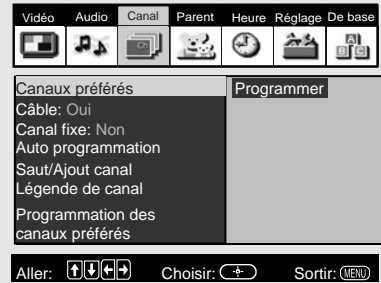 Vidéo Audio Canal Parent Heure Réglage De base
Canaux préférés Programmer
Câble: Oui
Canal fixe: Non
Auto programmation
Saut/Ajout canal
Légende de canal
Programmation des
canaux préférés
Aller: Choisir: Sortir: MENU